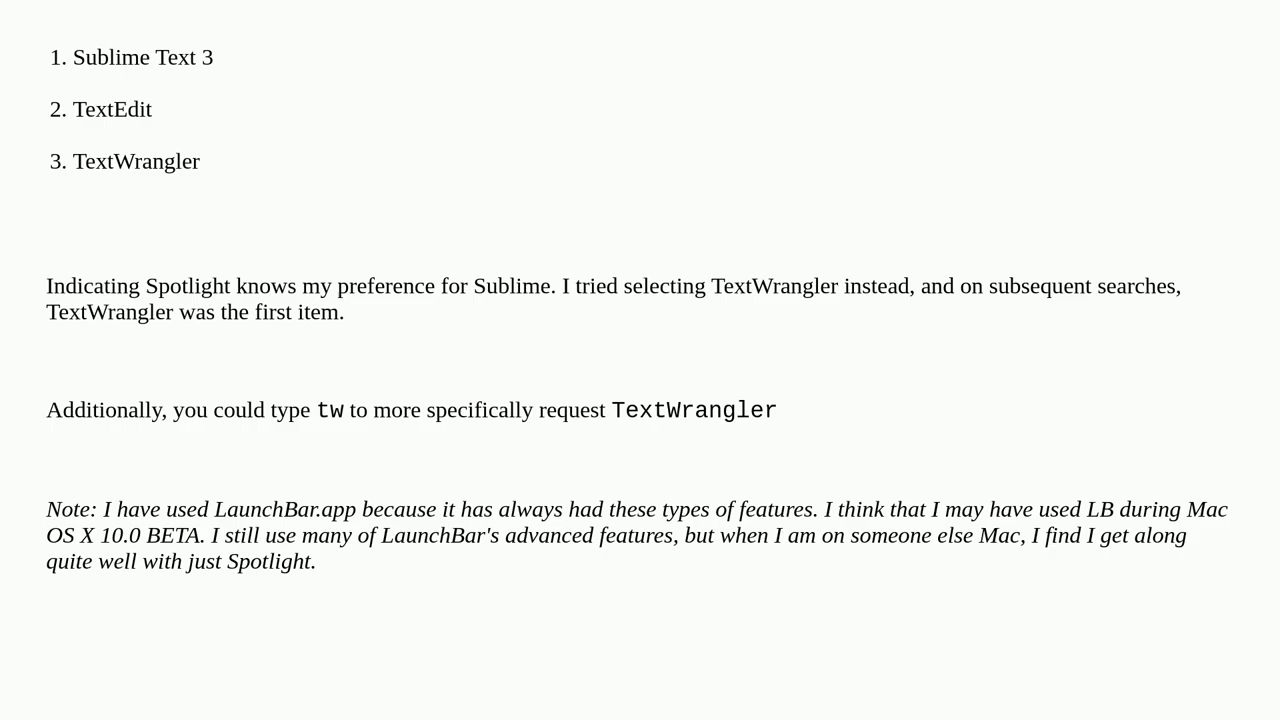 1. Sublime Text 3
2. TextEdit
3. TextWrangler
Indicating Spotlight knows my preference for Sublime. I tried selecting TextWrangler instead, and on subsequent searches,
TextWrangler was the first item.
Additionally, you could type tw to more specifically request TextWrangler
Note: I have used LaunchBar.app because it has always had these types of features. I think that I may have used LB during Mac
OS X 10.0 BETA. I still use many of LaunchBar's advanced features, but when I am on someone else Mac, I find I get along
quite well with just Spotlight.